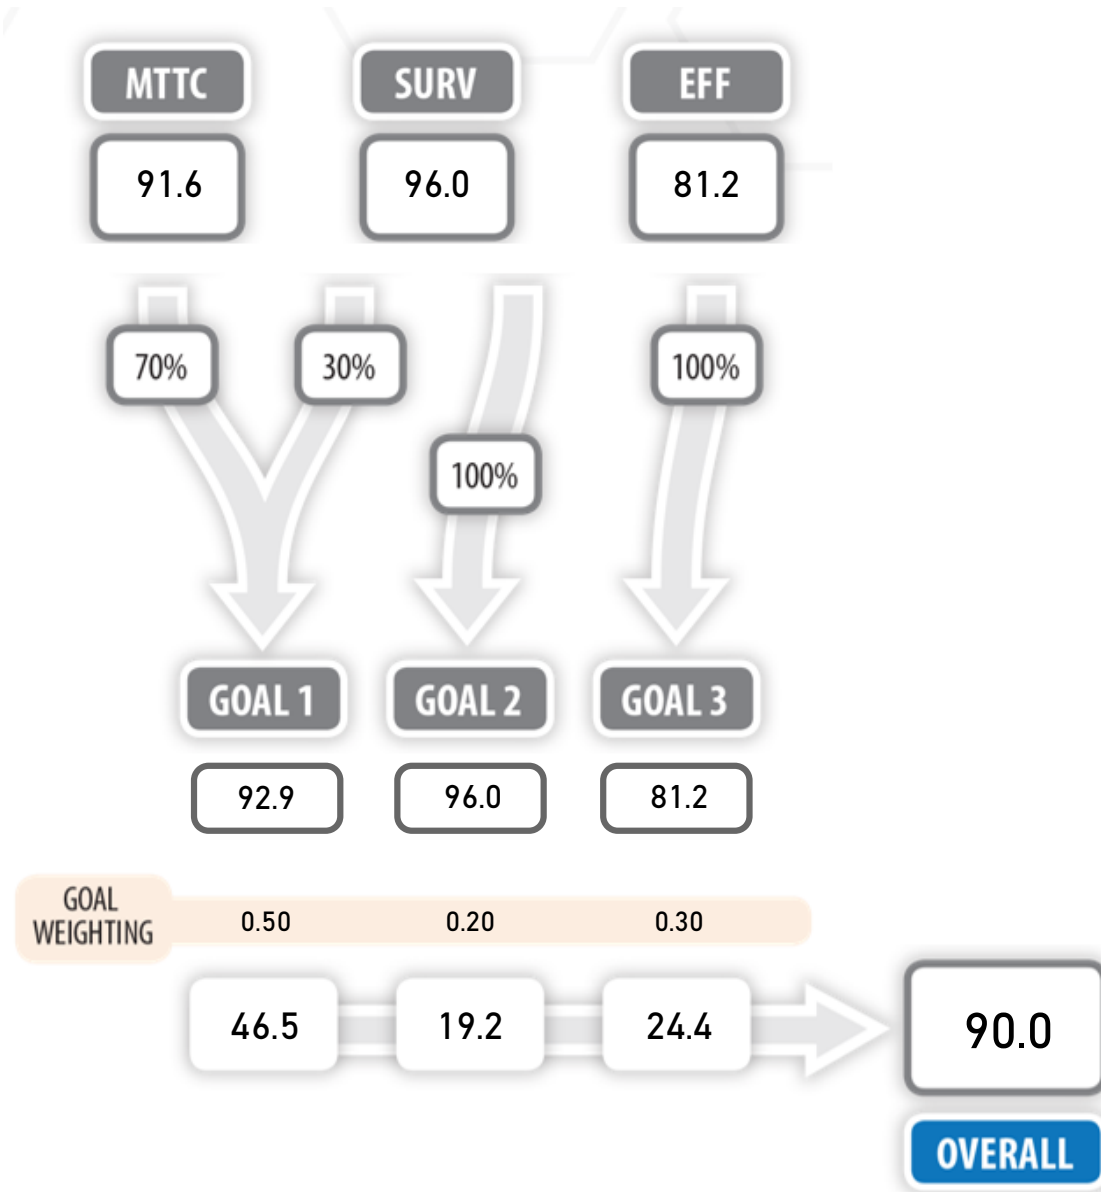 MTTC
SURV
EFF
91.6
96.0
81.2
70%
30%
100%
100%
GOAL 1
GOAL 2
GOAL 3
92.9
96.0
81.2
GOAL
WEIGHTING
0.50
0.20
0.30
46.5
19.2
24.4
90.0
OVERALL